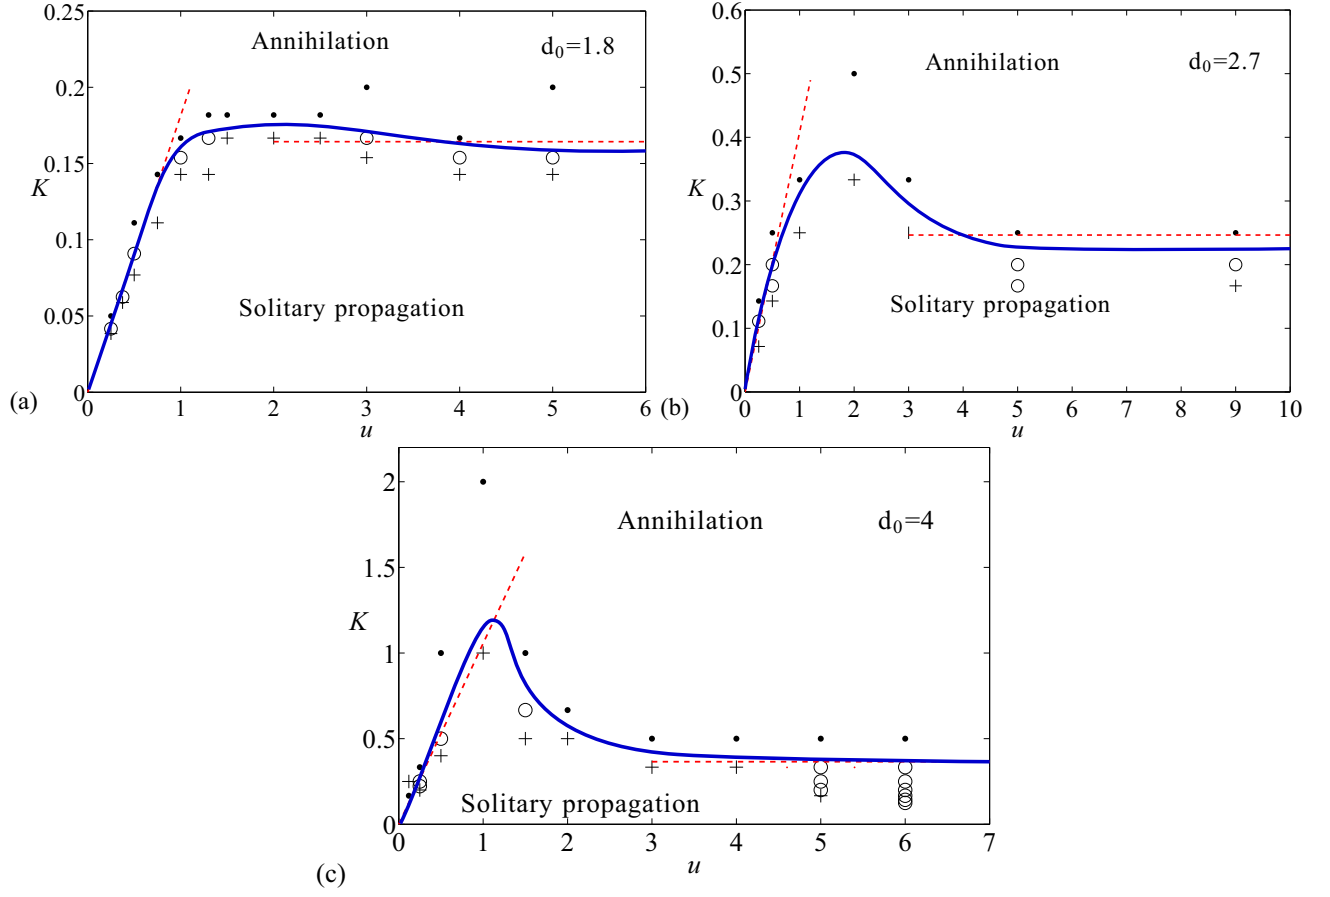 0.25
Annihilation
d0=1.8
0.2
0.15
K
0.1
Solitary propagation
0.05
0
(a)
0 1 2 3 4 5 6
u
0.6
Annihilation
d0=2.7
0.5
0.4
0.3
K
0.2
Solitary propagation
0.1
0
(b)
0 1 2 3 4 5 6 7 8 9 10
u
2
Annihilation
d0=4
1.5
K
1
0.5
Solitary propagation
0
0 1 2 3 4 5 6 7
u
(c)